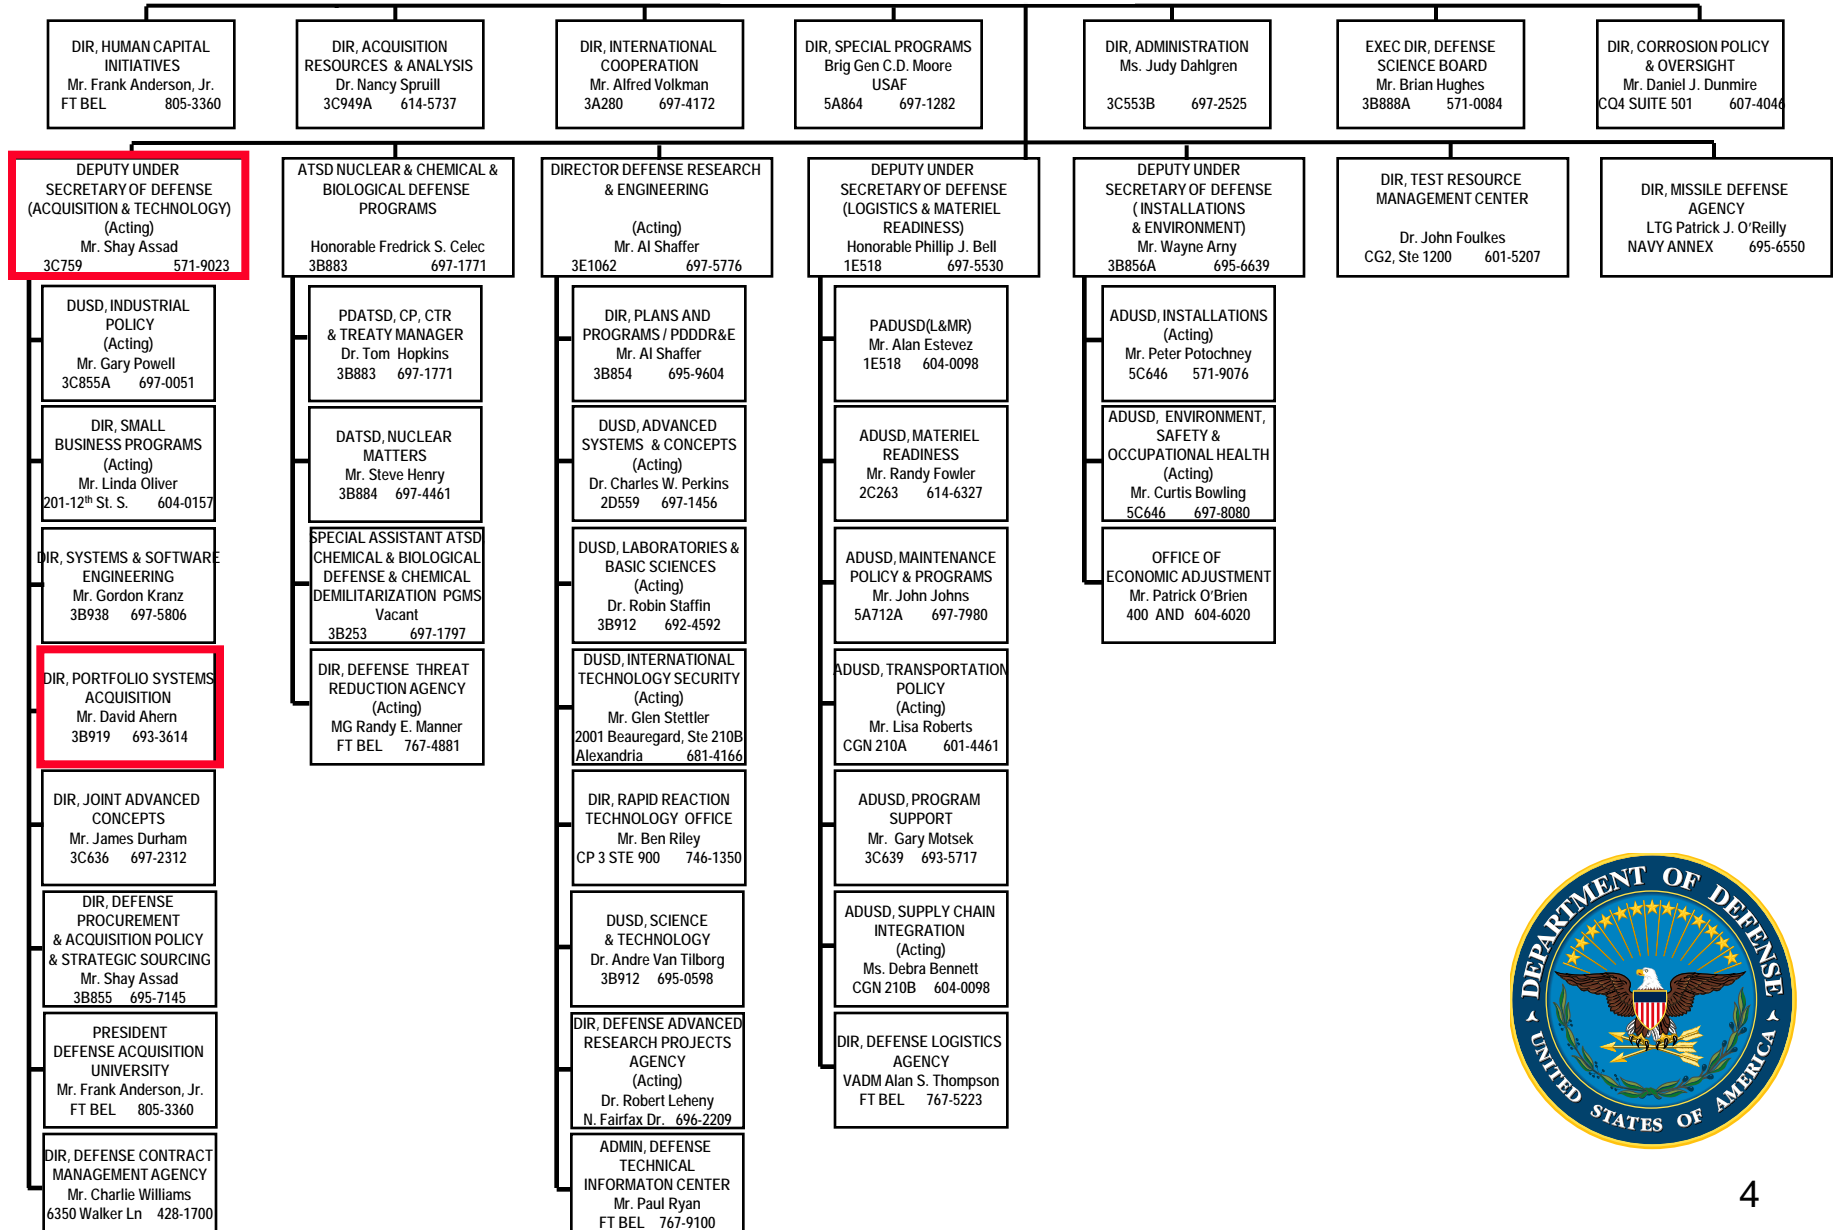 DIR, HUMAN CAPITAL
INITIATIVES
Mr. Frank Anderson, Jr.
FT BEL 805-3360
DIR, ACQUISITION
RESOURCES & ANALYSIS
Dr. Nancy Spruill
3C949A 614-5737
DIR, INTERNATIONAL
COOPERATION
Mr. Alfred Volkman
3A280 697-4172
DIR, SPECIAL PROGRAMS
Brig Gen C.D. Moore
USAF
5A864 697-1282
DIR, ADMINISTRATION
Ms. Judy Dahlgren
3C553B 697-2525
EXEC DIR, DEFENSE
SCIENCE BOARD
Mr. Brian Hughes
3B888A 571-0084
DIR, CORROSION POLICY
& OVERSIGHT
Mr. Daniel J. Dunmire
CQ4 SUITE 501 607-4046
DEPUTY UNDER
SECRETARY OF DEFENSE
(ACQUISITION & TECHNOLOGY)
(Acting)
Mr. Shay Assad
3C759 571-9023
ATSD NUCLEAR & CHEMICAL &
BIOLOGICAL DEFENSE
PROGRAMS
Honorable Fredrick S. Celec
3B883 697-1771
DIRECTOR DEFENSE RESEARCH
& ENGINEERING
(Acting)
Mr. Al Shaffer
3E1062 697-5776
DEPUTY UNDER
SECRETARY OF DEFENSE
(LOGISTICS & MATERIEL
READINESS)
Honorable Phillip J. Bell
1E518 697-5530
DEPUTY UNDER
SECRETARY OF DEFENSE
( INSTALLATIONS
& ENVIRONMENT)
Mr. Wayne Arny
3B856A 695-6639
DIR, TEST RESOURCE
MANAGEMENT CENTER
Dr. John Foulkes
CG2, Ste 1200 601-5207
DIR, MISSILE DEFENSE
AGENCY
LTG Patrick J. O'Reilly
NAVY ANNEX 695-6550
DUSD, INDUSTRIAL
POLICY
(Acting)
Mr. Gary Powell
3C855A 697-0051
DIR, SMALL
BUSINESS PROGRAMS
(Acting)
Mr. Linda Oliver
201-12th St. S. 604-0157
DIR, SYSTEMS & SOFTWARE
ENGINEERING
Mr. Gordon Kranz
3B938 697-5806
DIR, PORTFOLIO SYSTEMS
ACQUISITION
Mr. David Ahern
3B919 693-3614
DIR, JOINT ADVANCED
CONCEPTS
Mr. James Durham
3C636 697-2312
DIR, DEFENSE
PROCUREMENT
& ACQUISITION POLICY
& STRATEGIC SOURCING
Mr. Shay Assad
3B855 695-7145
PRESIDENT
DEFENSE ACQUISITION
UNIVERSITY
Mr. Frank Anderson, Jr.
FT BEL 805-3360
DIR, DEFENSE CONTRACT
MANAGEMENT AGENCY
Mr. Charlie Williams
6350 Walker Ln 428-1700
PDATSD, CP, CTR
& TREATY MANAGER
Dr. Tom Hopkins
3B883 697-1771
DATSD, NUCLEAR
MATTERS
Mr. Steve Henry
3B884 697-4461
SPECIAL ASSISTANT ATSD
CHEMICAL & BIOLOGICAL
DEFENSE & CHEMICAL
DEMILITARIZATION PGMS
Vacant
3B253 697-1797
DIR, DEFENSE THREAT
REDUCTION AGENCY
(Acting)
MG Randy E. Manner
FT BEL 767-4881
DIR, PLANS AND
PROGRAMS / PDDDR&E
Mr. Al Shaffer
3B854 695-9604
DUSD, ADVANCED
SYSTEMS & CONCEPTS
(Acting)
Dr. Charles W. Perkins
2D559 697-1456
DUSD, LABORATORIES &
BASIC SCIENCES
(Acting)
Dr. Robin Staffin
3B912 692-4592
DUSD, INTERNATIONAL
TECHNOLOGY SECURITY
(Acting)
Mr. Glen Stettler
2001 Beauregard, Ste 210B
Alexandria 681-4166
DIR, RAPID REACTION
TECHNOLOGY OFFICE
Mr. Ben Riley
CP 3 STE 900 746-1350
DUSD, SCIENCE
& TECHNOLOGY
Dr. Andre Van Tilborg
3B912 695-0598
DIR, DEFENSE ADVANCED
RESEARCH PROJECTS
AGENCY
(Acting)
Dr. Robert Leheny
N. Fairfax Dr. 696-2209
ADMIN, DEFENSE
TECHNICAL
INFORMATON CENTER
Mr. Paul Ryan
FT BEL 767-9100
PADUSD(L&MR)
Mr. Alan Estevez
1E518 604-0098
ADUSD, MATERIEL
READINESS
Mr. Randy Fowler
2C263 614-6327
ADUSD, MAINTENANCE
POLICY & PROGRAMS
Mr. John Johns
5A712A 697-7980
ADUSD, TRANSPORTATION
POLICY
(Acting)
Mr. Lisa Roberts
CGN 210A 601-4461
ADUSD, PROGRAM
SUPPORT
Mr. Gary Motsek
3C639 693-5717
ADUSD, SUPPLY CHAIN
INTEGRATION
(Acting)
Ms. Debra Bennett
CGN 210B 604-0098
DIR, DEFENSE LOGISTICS
AGENCY
VADM Alan S. Thompson
FT BEL 767-5223
ADUSD, INSTALLATIONS
(Acting)
Mr. Peter Potochney
5C646 571-9076
ADUSD, ENVIRONMENT,
SAFETY &
OCCUPATIONAL HEALTH
(Acting)
Mr. Curtis Bowling
5C646 697-8080
OFFICE OF
ECONOMIC ADJUSTMENT
Mr. Patrick O'Brien
400 AND 604-6020
DEPARTMENT OF DEFENSE
UNITED STATES OF AMERICA
4